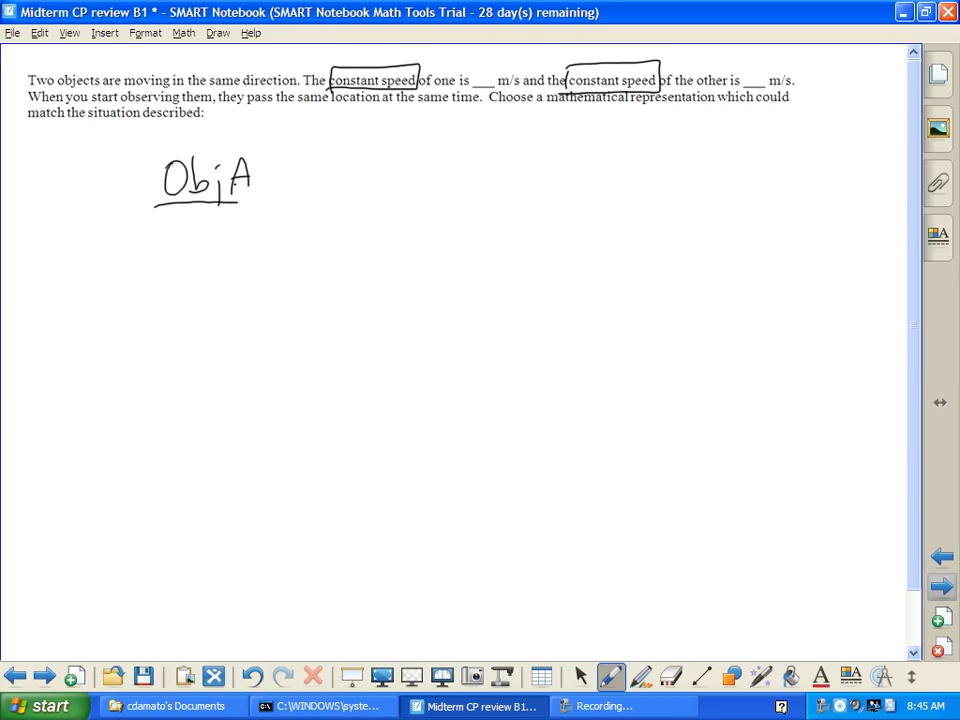 Midterm CP review B1 * - SMART Notebook (SMART Notebook Math Tools Trial - 28 day(s) remaining)
File Edit View Insert Format Math Draw Help
Two objects are moving in the same direction. The constant speed of one is ___ m/s and the constant speed of the other is ___ m/s.
When you start observing them, they pass the same location at the same time. Choose a mathematical representation which could
match the situation described:
Obj A
start
cdamato's Documents
C:\WINDOWS\syste...
Midterm CP review B1...
Recording...
8:45 AM